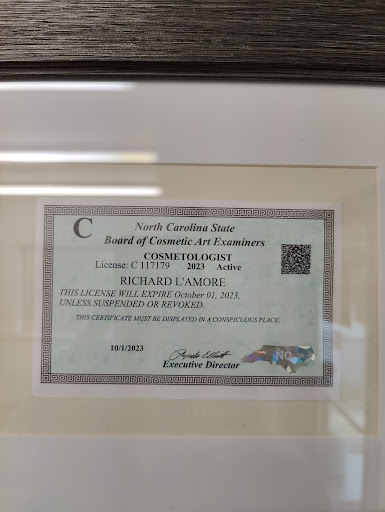 C
North Carolina State
Board of Cosmetic Art Examiners
COSMETOLOGIST
License: C 117179 2023 Active
RICHARD L'AMORE
THIS LICENSE WILL EXPIRE October 01, 2023,
UNLESS SUSPENDED OR REVOKED.
THIS CERTIFICATE MUST BE DISPLAYED IN A CONSPICUOUS PLACE.
10/1/2023
Executive Director
NC